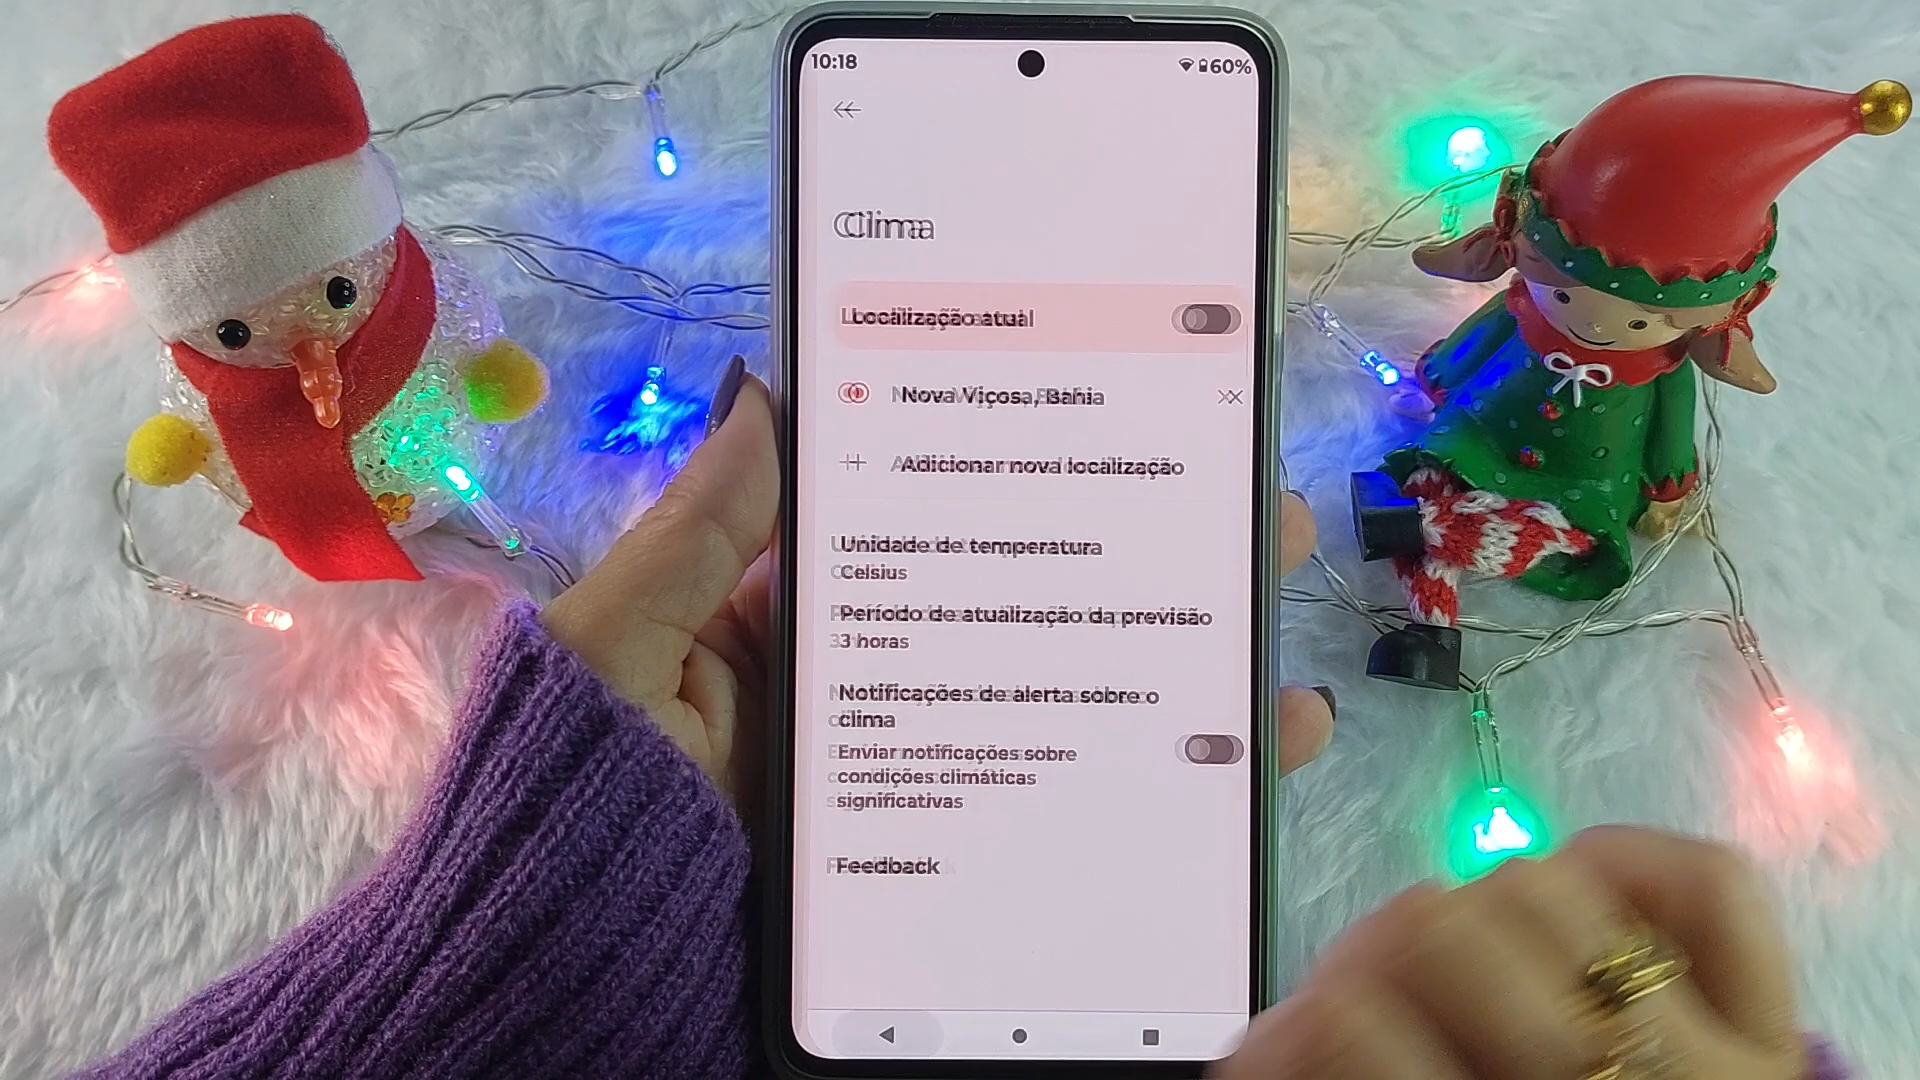 10:18
60%
Clima
Localização atual
Nova Viçosa, Bahia
Adicionar nova localização
Unidade de temperatura
Celsius
Período de atualização da previsão
3 horas
Notificações de alerta sobre o
clima
Enviar notificações sobre
condições climáticas
significativas
Feedback